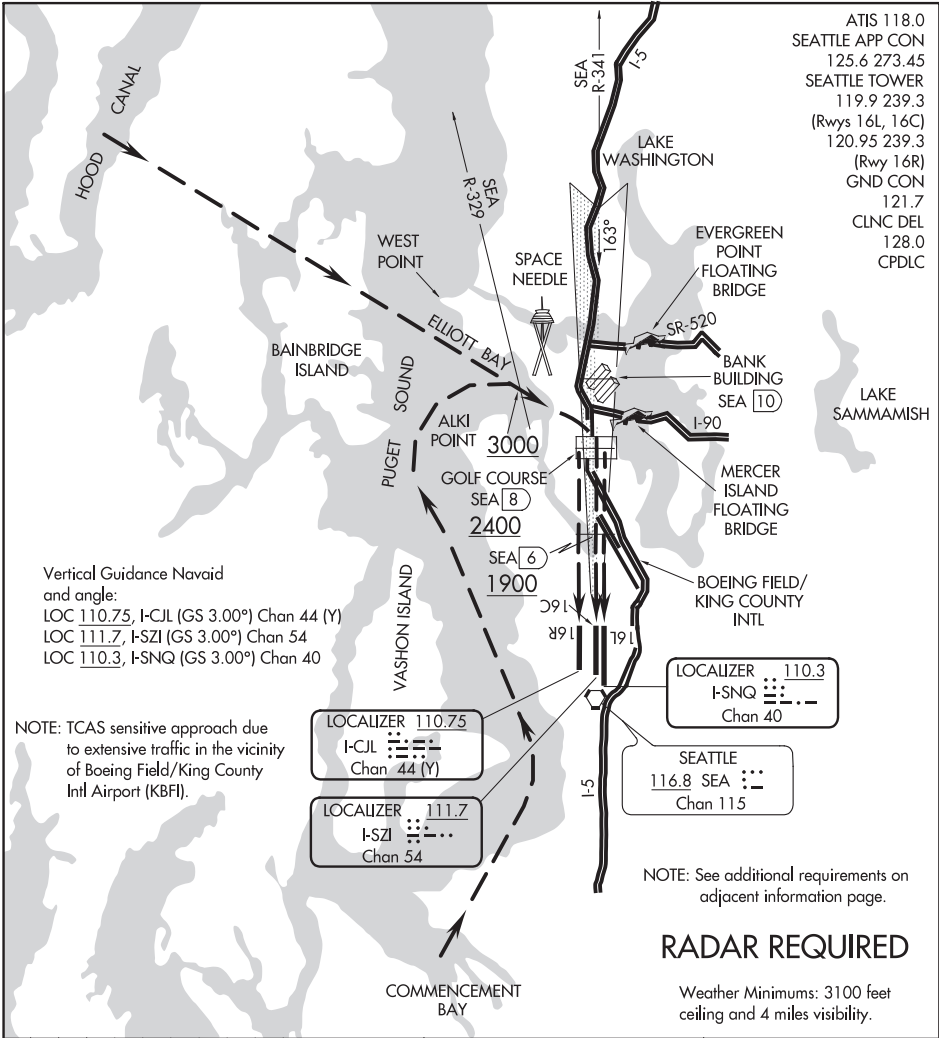 ATIS 118.0
SEATTLE APP CON
125.6 273.45
SEATTLE TOWER
119.9 239.3
(Rwys 16L, 16C)
120.95 239.3
(Rwy 16R)
GND CON
121.7
CLNC DEL
128.0
CPDLC
HOOD CANAL
SEA
R-341
I-5
LAKE
WASHINGTON
SEA
R-329
163°
WEST
POINT
SPACE
NEEDLE
EVERGREEN
POINT
FLOATING
BRIDGE
SR-520
ELLIOTT BAY
BAINBRIDGE
ISLAND
BANK
BUILDING
SEA 10
LAKE
SAMMAMISH
PUGET SOUND
ALKI
POINT
3000
I-90
GOLF COURSE
SEA 8
2400
MERCER
ISLAND
FLOATING
BRIDGE
SEA 6
1900
BOEING FIELD/
KING COUNTY
INTL
Vertical Guidance Navaid
and angle:
LOC 110.75, I-CJL (GS 3.00°) Chan 44 (Y)
LOC 111.7, I-SZI (GS 3.00°) Chan 54
LOC 110.3, I-SNQ (GS 3.00°) Chan 40
VASHON ISLAND
16R
16C
16L
LOCALIZER 110.3
I-SNQ
Chan 40
NOTE: TCAS sensitive approach due
to extensive traffic in the vicinity
of Boeing Field/King County
Intl Airport (KBFI).
LOCALIZER 110.75
I-CJL
Chan 44 (Y)
SEATTLE
116.8 SEA
Chan 115
LOCALIZER 111.7
I-SZI
Chan 54
I-5
NOTE: See additional requirements on
adjacent information page.
RADAR REQUIRED
COMMENCEMENT
BAY
Weather Minimums: 3100 feet
ceiling and 4 miles visibility.